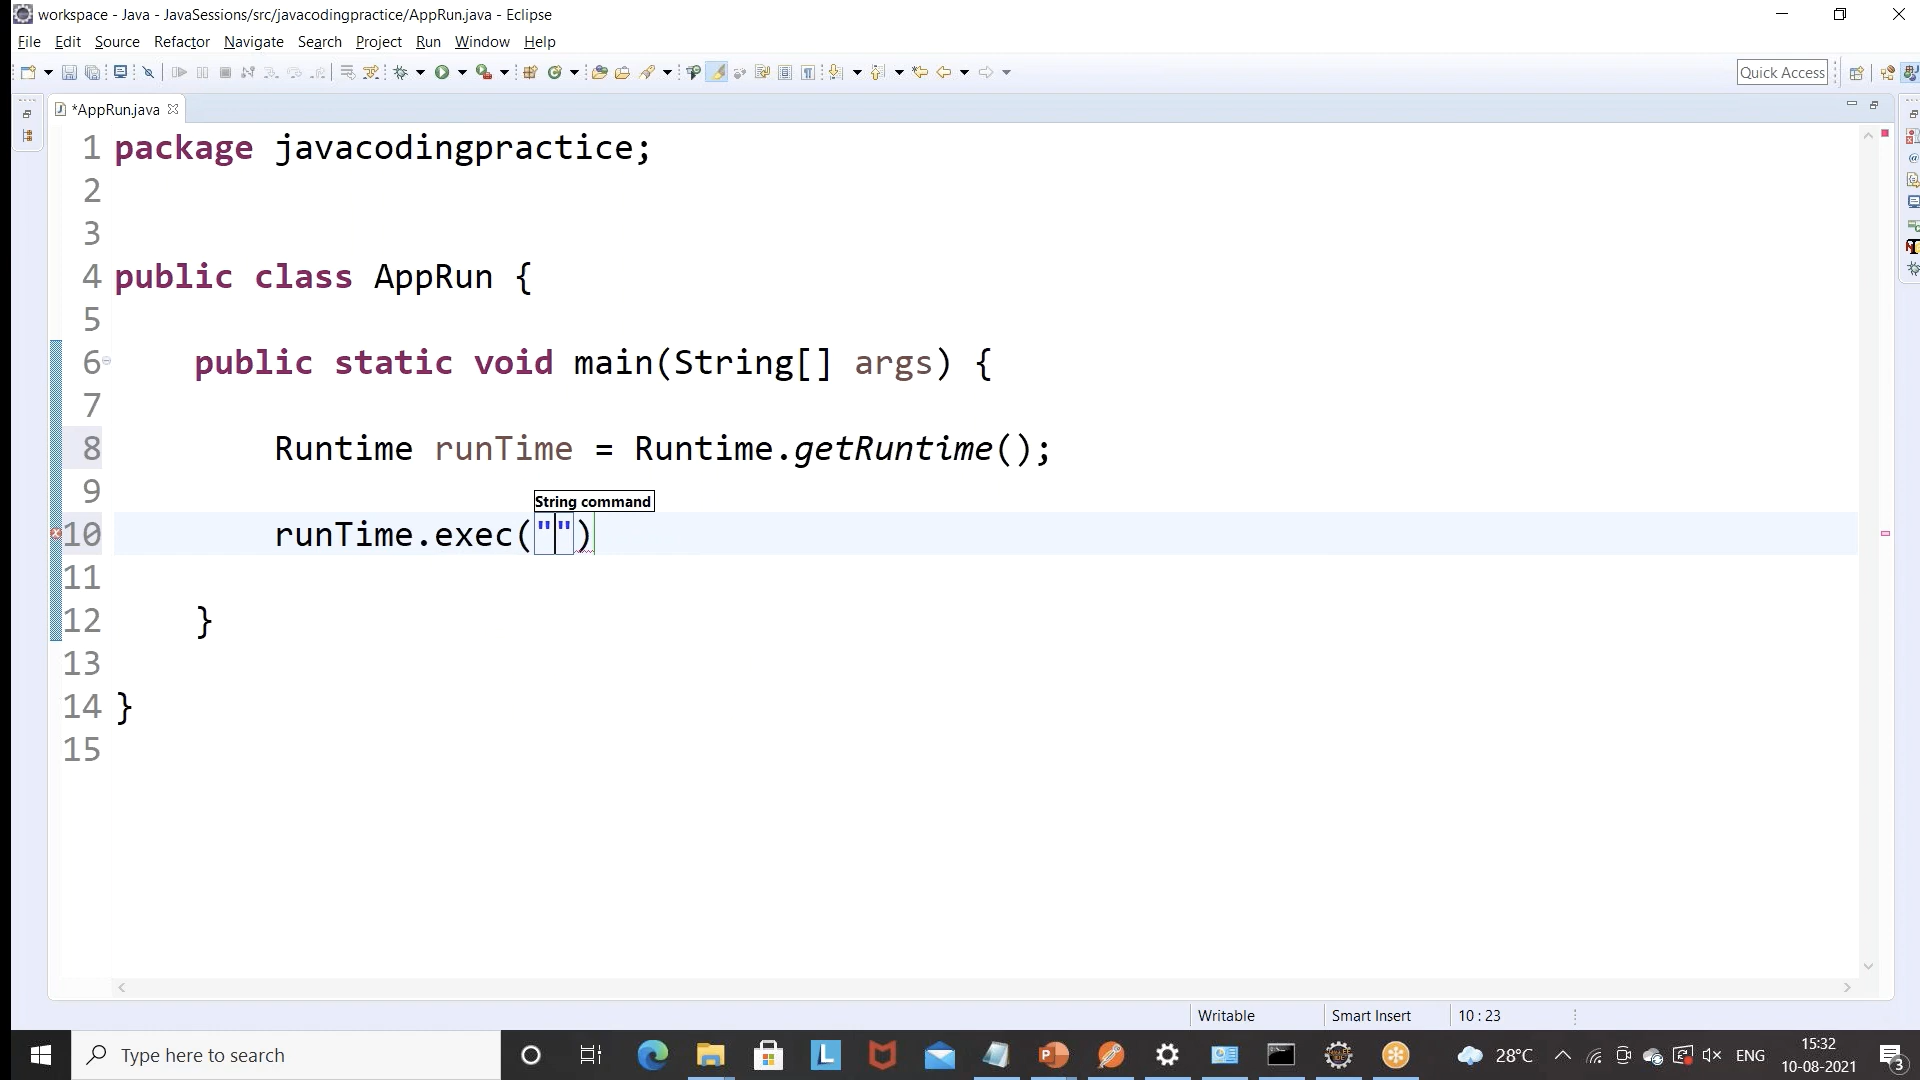 workspace - Java - JavaSessions/src/javacodingpractice/AppRun.java - Eclipse
File Edit Source Refactor Navigate Search Project Run Window Help
Quick Access
*AppRun.java
1 package javacodingpractice;
2
3
4 public class AppRun {
5
6 public static void main(String[] args) {
7
8 Runtime runTime = Runtime.getRuntime();
9
String command
10 runTime.exec("")
11
12 }
13
14 }
15
Writable Smart Insert 10 : 23
Type here to search
28°C ENG 15:32
10-08-2021
3